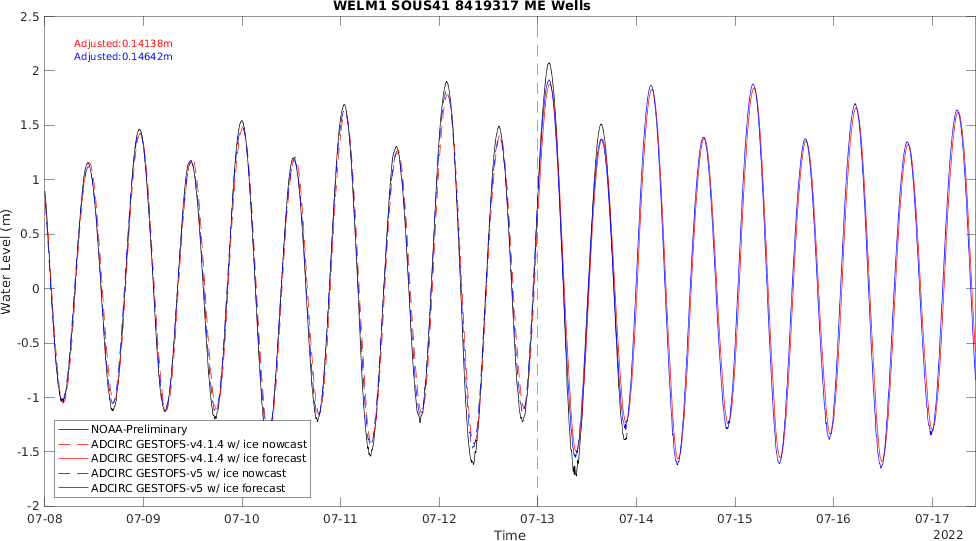 WELM1 SOUS41 8419317 ME Wells
Adjusted:0.14138m
Adjusted:0.14642m
Water Level (m)
2.5
2
1.5
1
0.5
0
-0.5
-1
-1.5
-2
NOAA-Preliminary
ADCIRC GESTOFS-v4.1.4 w/ ice nowcast
ADCIRC GESTOFS-v4.1.4 w/ ice forecast
ADCIRC GESTOFS-v5 w/ ice nowcast
ADCIRC GESTOFS-v5 w/ ice forecast
07-08 07-09 07-10 07-11 07-12 07-13 07-14 07-15 07-16 07-17
Time
2022